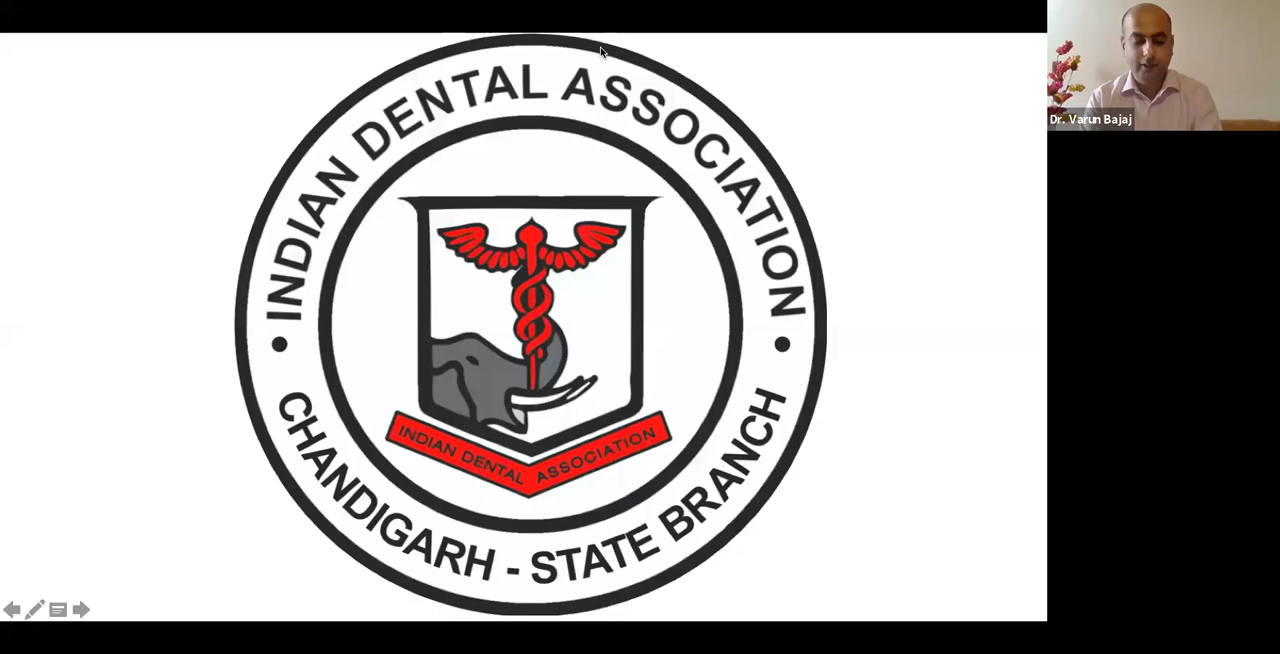 INDIAN DENTAL ASSOCIATION
INDIAN DENTAL ASSOCIATION
CHANDIGARH - STATE BRANCH
Dr. Varun Bajaj